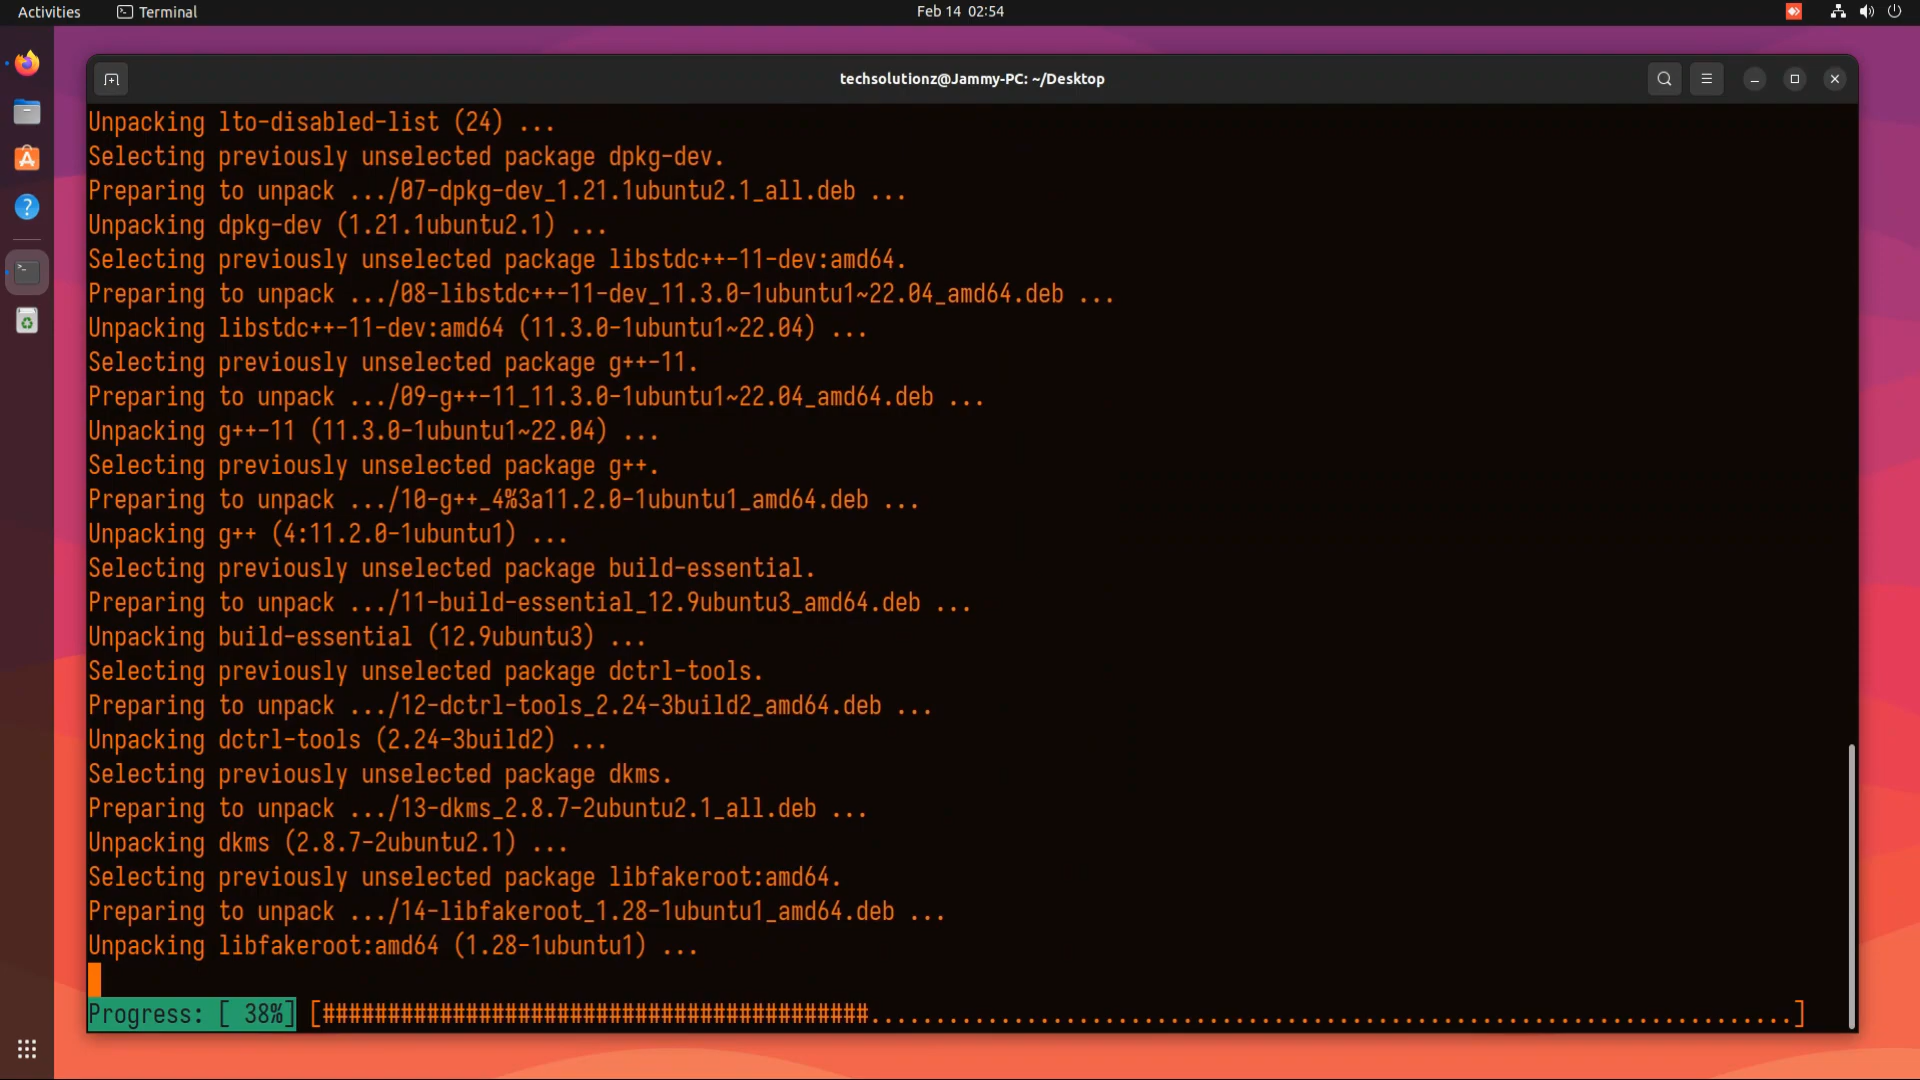 Activities Terminal Feb 14 02:54
techsolutionz@Jammy-PC: ~/Desktop
Unpacking lto-disabled-list (24) ...
Selecting previously unselected package dpkg-dev.
Preparing to unpack .../07-dpkg-dev_1.21.1ubuntu2.1_all.deb ...
Unpacking dpkg-dev (1.21.1ubuntu2.1) ...
Selecting previously unselected package libstdc++-11-dev:amd64.
Preparing to unpack .../08-libstdc++-11-dev_11.3.0-1ubuntu1~22.04_amd64.deb ...
Unpacking libstdc++-11-dev:amd64 (11.3.0-1ubuntu1~22.04) ...
Selecting previously unselected package g++-11.
Preparing to unpack .../09-g++-11_11.3.0-1ubuntu1~22.04_amd64.deb ...
Unpacking g++-11 (11.3.0-1ubuntu1~22.04) ...
Selecting previously unselected package g++.
Preparing to unpack .../10-g++_4%3a11.2.0-1ubuntu1_amd64.deb ...
Unpacking g++ (4:11.2.0-1ubuntu1) ...
Selecting previously unselected package build-essential.
Preparing to unpack .../11-build-essential_12.9ubuntu3_amd64.deb ...
Unpacking build-essential (12.9ubuntu3) ...
Selecting previously unselected package dctrl-tools.
Preparing to unpack .../12-dctrl-tools_2.24-3build2_amd64.deb ...
Unpacking dctrl-tools (2.24-3build2) ...
Selecting previously unselected package dkms.
Preparing to unpack .../13-dkms_2.8.7-2ubuntu2.1_all.deb ...
Unpacking dkms (2.8.7-2ubuntu2.1) ...
Selecting previously unselected package libfakeroot:amd64.
Preparing to unpack .../14-libfakeroot_1.28-1ubuntu1_amd64.deb ...
Unpacking libfakeroot:amd64 (1.28-1ubuntu1) ...
Progress: [ 38%] [##########################################.......................................................................]